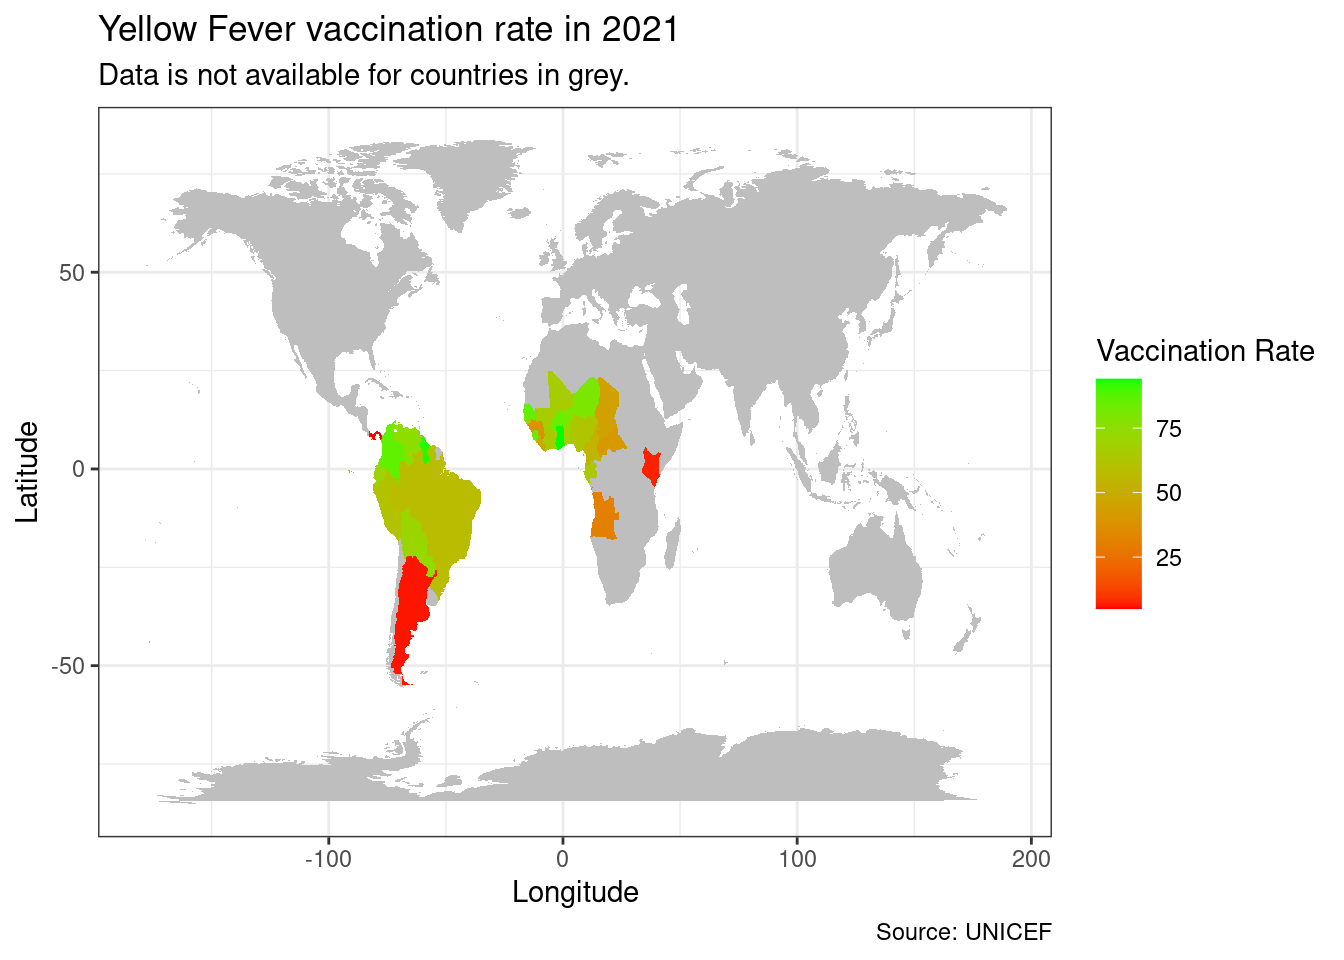 Yellow Fever vaccination rate in 2021
Data is not available for countries in grey.
50
0
-50
Latitude
-100
0
100
200
Longitude
Vaccination Rate
75
50
25
Source: UNICEF